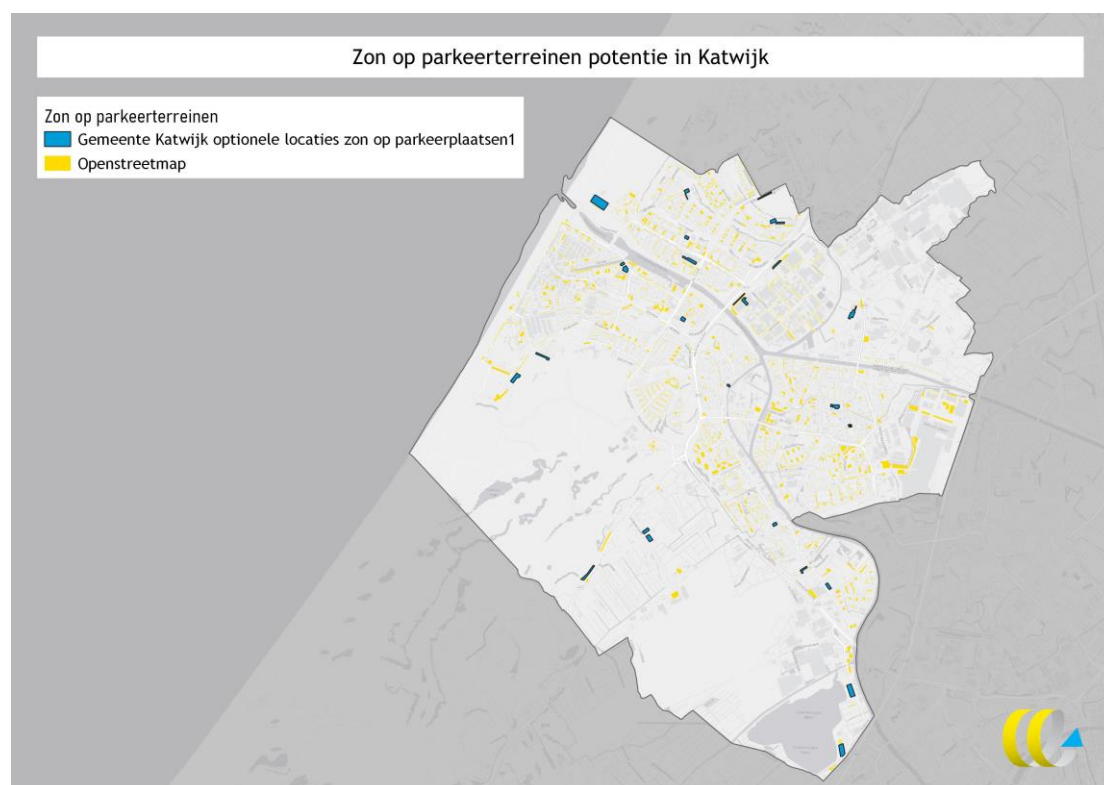 Zon op parkeerterreinen potentie in Katwijk
Zon op parkeerterreinen
Gemeente Katwijk optionele locaties zon op parkeerplaatsen1
Openstreetmap